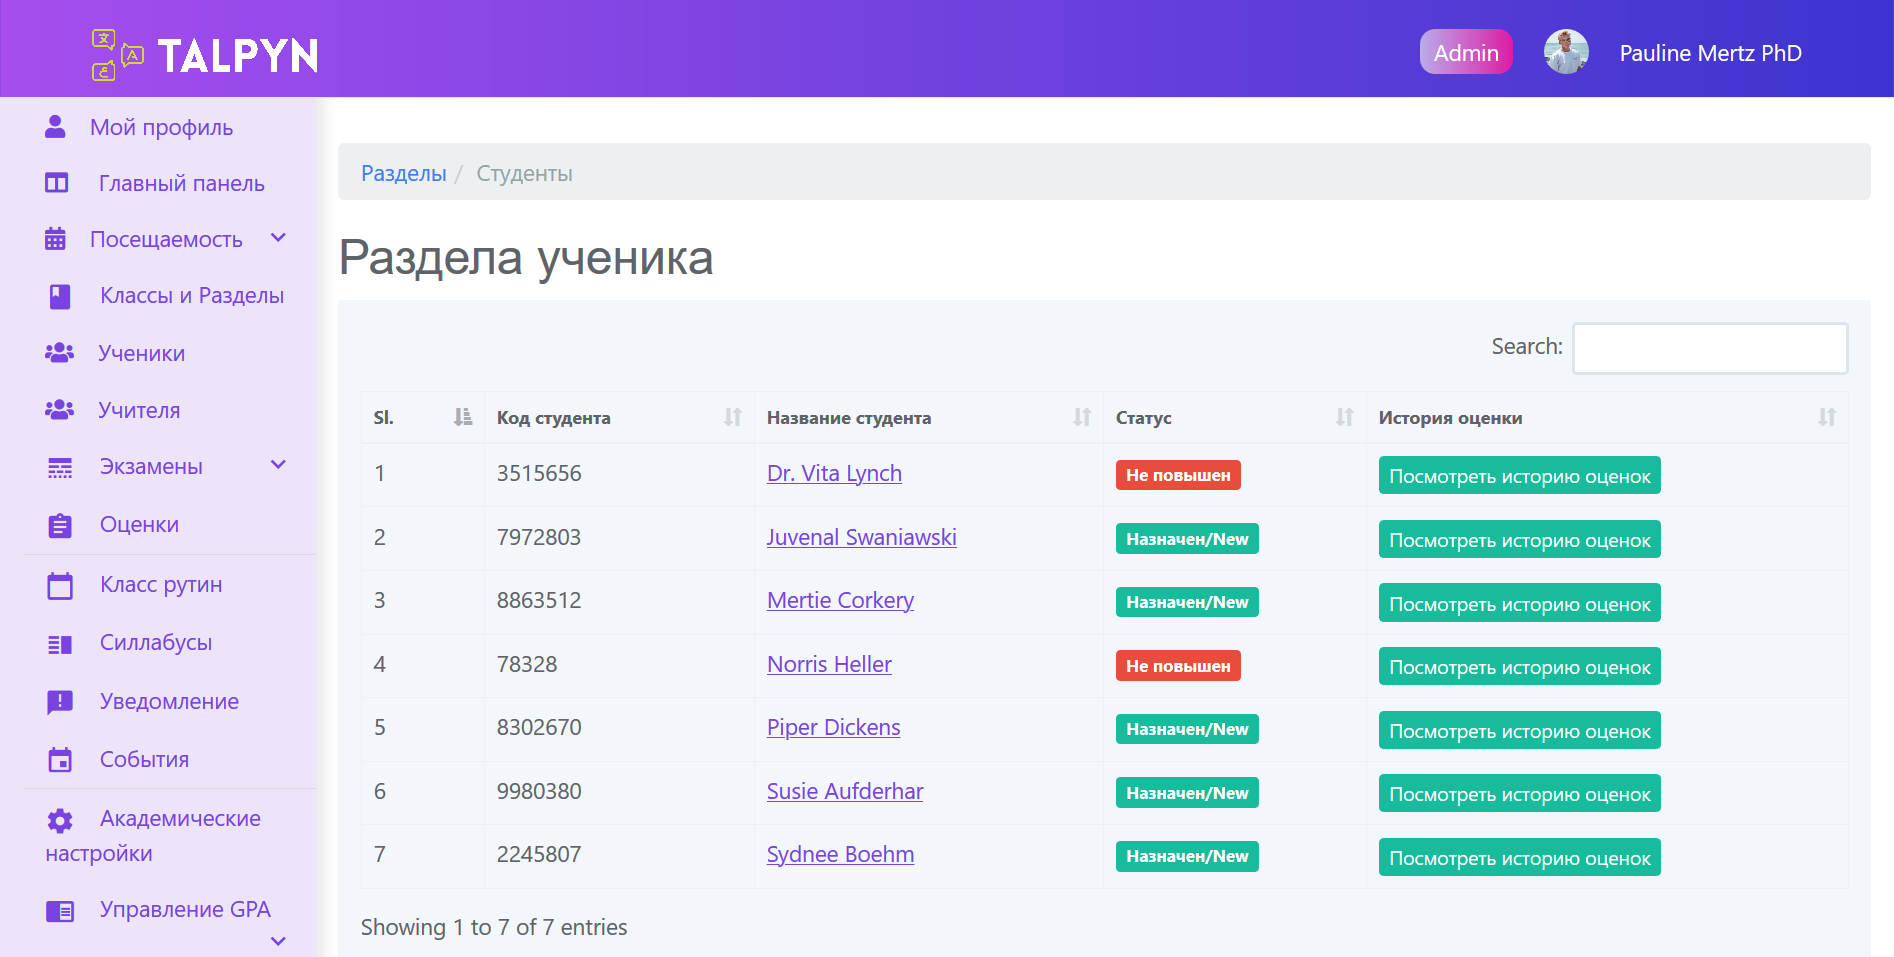 TALPYN
Admin
Pauline Mertz PhD
Мой профиль
Главный панель
Посещаемость
Классы и Разделы
Ученики
Учителя
Экзамены
Оценки
Класс рутин
Силлабусы
Уведомление
События
Академические
настройки
Управление GPA
Разделы / Студенты
Раздела ученика
Search:
Sl. Код студента Название студента Статус История оценки
1 3515656 Dr. Vita Lynch Не повышен Посмотреть историю оценок
2 7972803 Juvenal Swaniawski Назначен/New Посмотреть историю оценок
3 8863512 Mertie Corkery Назначен/New Посмотреть историю оценок
4 78328 Norris Heller Не повышен Посмотреть историю оценок
5 8302670 Piper Dickens Назначен/New Посмотреть историю оценок
6 9980380 Susie Aufderhar Назначен/New Посмотреть историю оценок
7 2245807 Sydnee Boehm Назначен/New Посмотреть историю оценок
Showing 1 to 7 of 7 entries